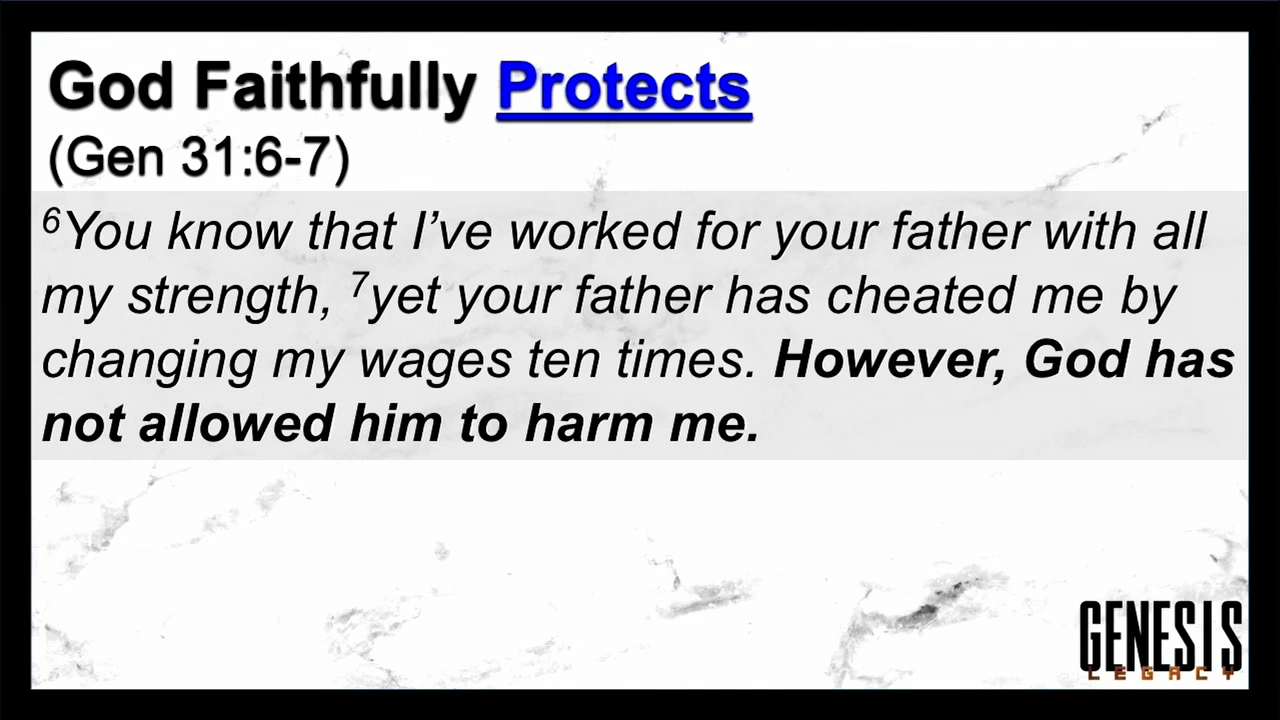 God Faithfully Protects
(Gen 31:6-7)
⁶You know that I’ve worked for your father with all
my strength, ⁷yet your father has cheated me by
changing my wages ten times. However, God has
not allowed him to harm me.
GENESIS
LEGACY